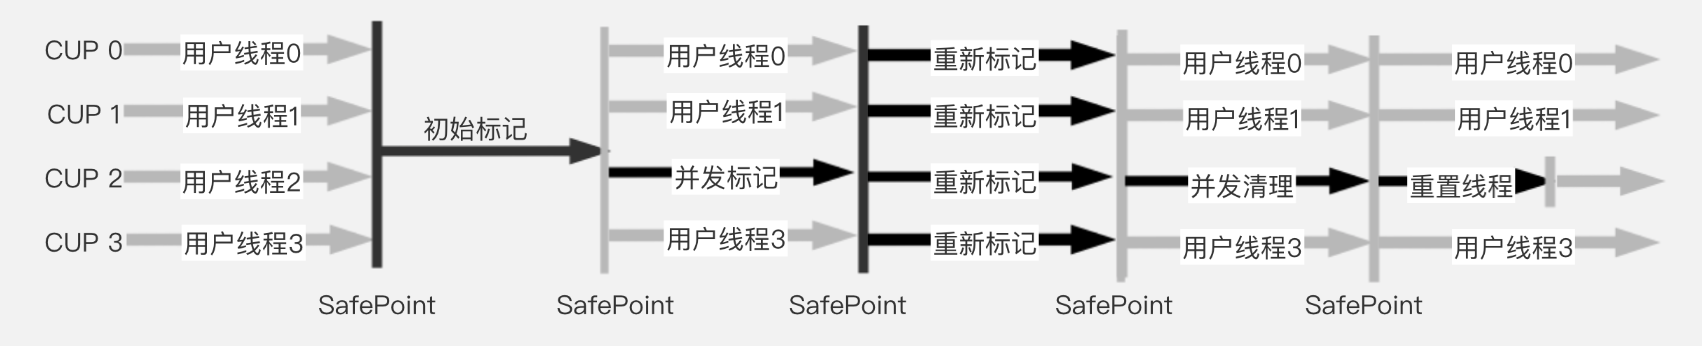 CUP 0 用户线程0 用户线程0 重新标记 用户线程0 用户线程0
CUP 1 用户线程1 初始标记 用户线程1 重新标记 用户线程1 用户线程1
CUP 2 用户线程2 并发标记 重新标记 并发清理 重置线程
CUP 3 用户线程3 用户线程3 重新标记 用户线程3 用户线程3
SafePoint SafePoint SafePoint SafePoint SafePoint